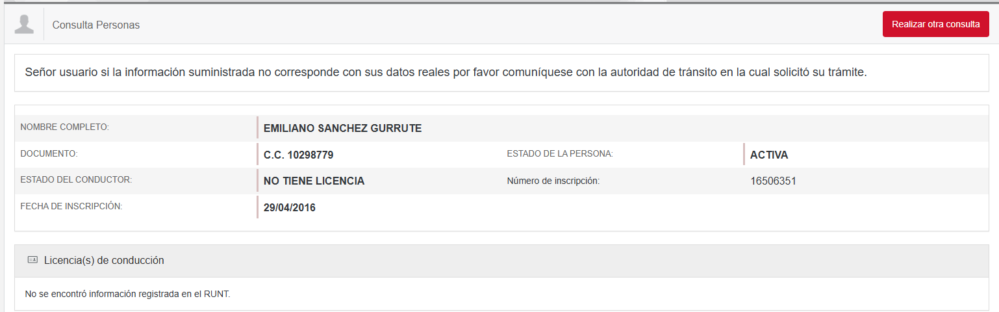 Consulta Personas
Realizar otra consulta
Señor usuario si la información suministrada no corresponde con sus datos reales por favor comuníquese con la autoridad de tránsito en la cual solicitó su trámite.
NOMBRE COMPLETO: EMILIANO SANCHEZ GURRUTE
DOCUMENTO: C.C. 10298779 ESTADO DE LA PERSONA: ACTIVA
ESTADO DEL CONDUCTOR: NO TIENE LICENCIA Número de inscripción: 16506351
FECHA DE INSCRIPCIÓN: 29/04/2016
Licencia(s) de conducción
No se encontró información registrada en el RUNT.